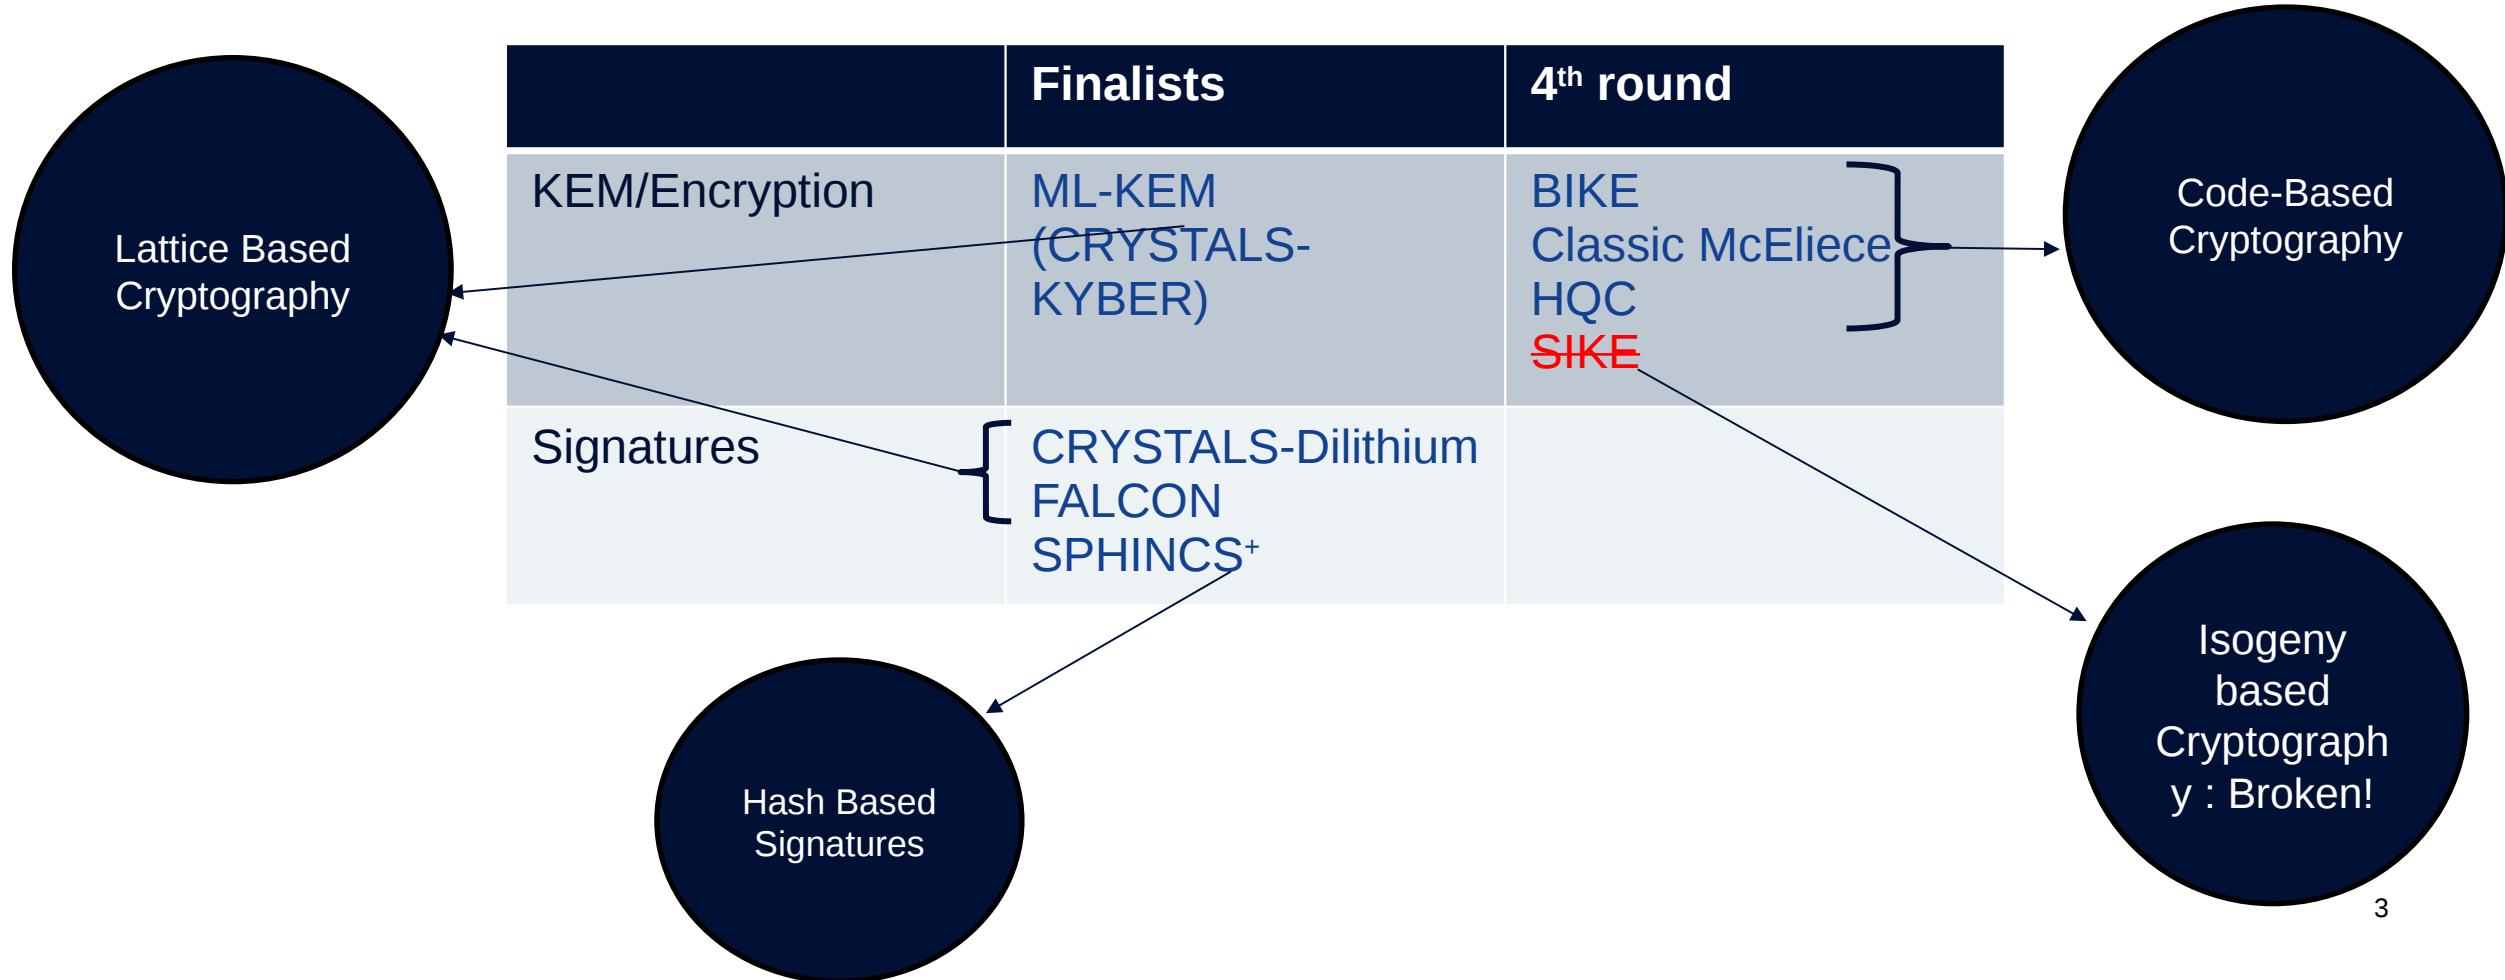 Finalists
4th round
KEM/Encryption
ML-KEM
(CRYSTALS-
KYBER)
BIKE
Classic McEliece
HQC
SIKE
Signatures
CRYSTALS-Dilithium
FALCON
SPHINCS+
Lattice Based
Cryptography
Code-Based
Cryptography
Hash Based
Signatures
Isogeny
based
Cryptograph
y : Broken!
3